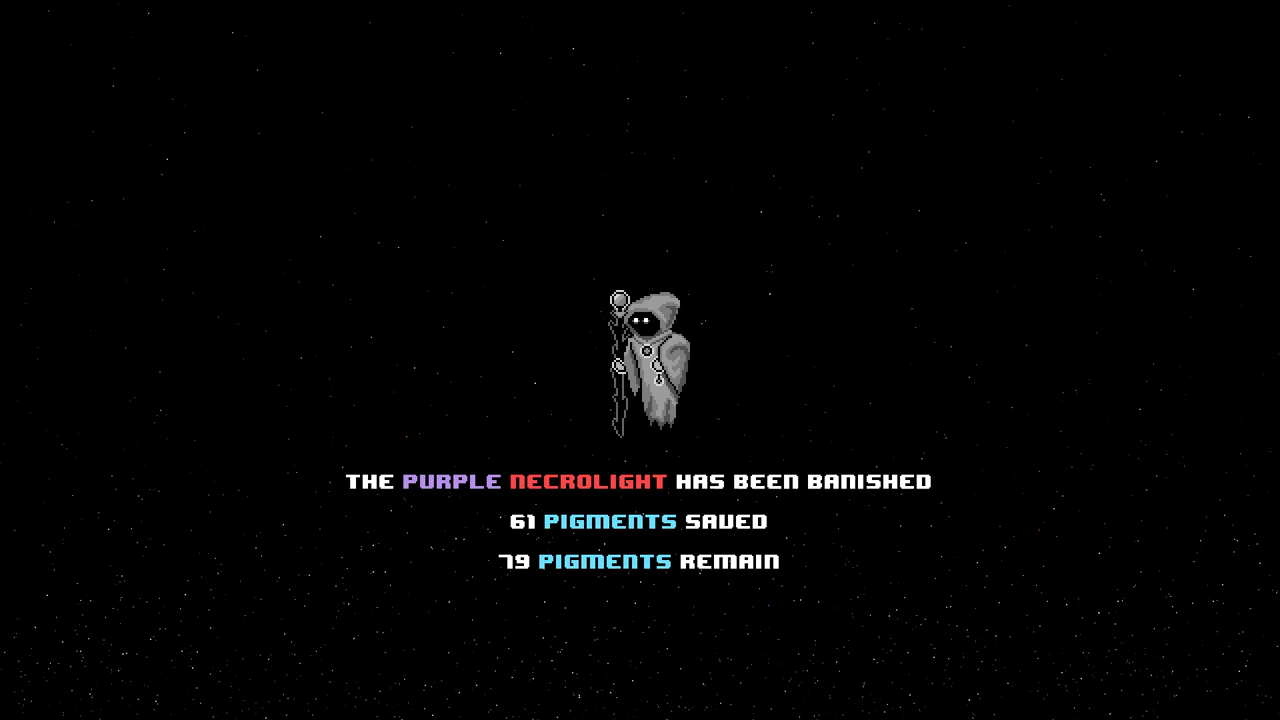 THE PURPLE NECROLIGHT HAS BEEN BANISHED
61 PIGMENTS SAVED
79 PIGMENTS REMAIN